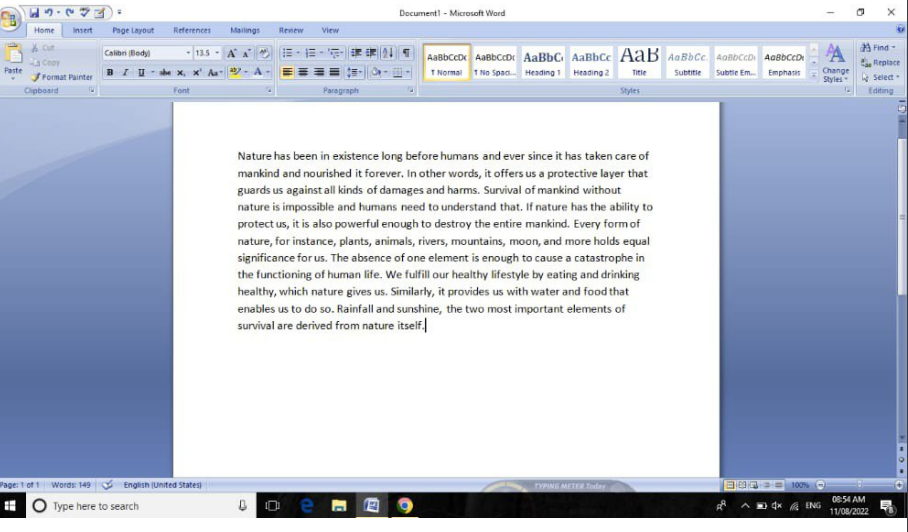 Document1 - Microsoft Word
Home Insert Page Layout References Mailings Review View
Cut
Copy
Format Painter
Paste
Calibri (Body) 13.5
AaBbCcDc AaBbCcDc AaBbC AaBbCc AaB AaBbCc. AaBbCcDc AaBbCcDc
¶ Normal ¶ No Spaci... Heading 1 Heading 2 Title Subtitle Subtle Em... Emphasis
Change Styles
Find
Replace
Select
Clipboard Font Paragraph Styles Editing
Nature has been in existence long before humans and ever since it has taken care of
mankind and nourished it forever. In other words, it offers us a protective layer that
guards us against all kinds of damages and harms. Survival of mankind without
nature is impossible and humans need to understand that. If nature has the ability to
protect us, it is also powerful enough to destroy the entire mankind. Every form of
nature, for instance, plants, animals, rivers, mountains, moon, and more holds equal
significance for us. The absence of one element is enough to cause a catastrophe in
the functioning of human life. We fulfill our healthy lifestyle by eating and drinking
healthy, which nature gives us. Similarly, it provides us with water and food that
enables us to do so. Rainfall and sunshine, the two most important elements of
survival are derived from nature itself.
Page: 1 of 1 Words: 149 English (United States) TYPING METER Today 100%
Type here to search ENG 08:54 AM
11/08/2022